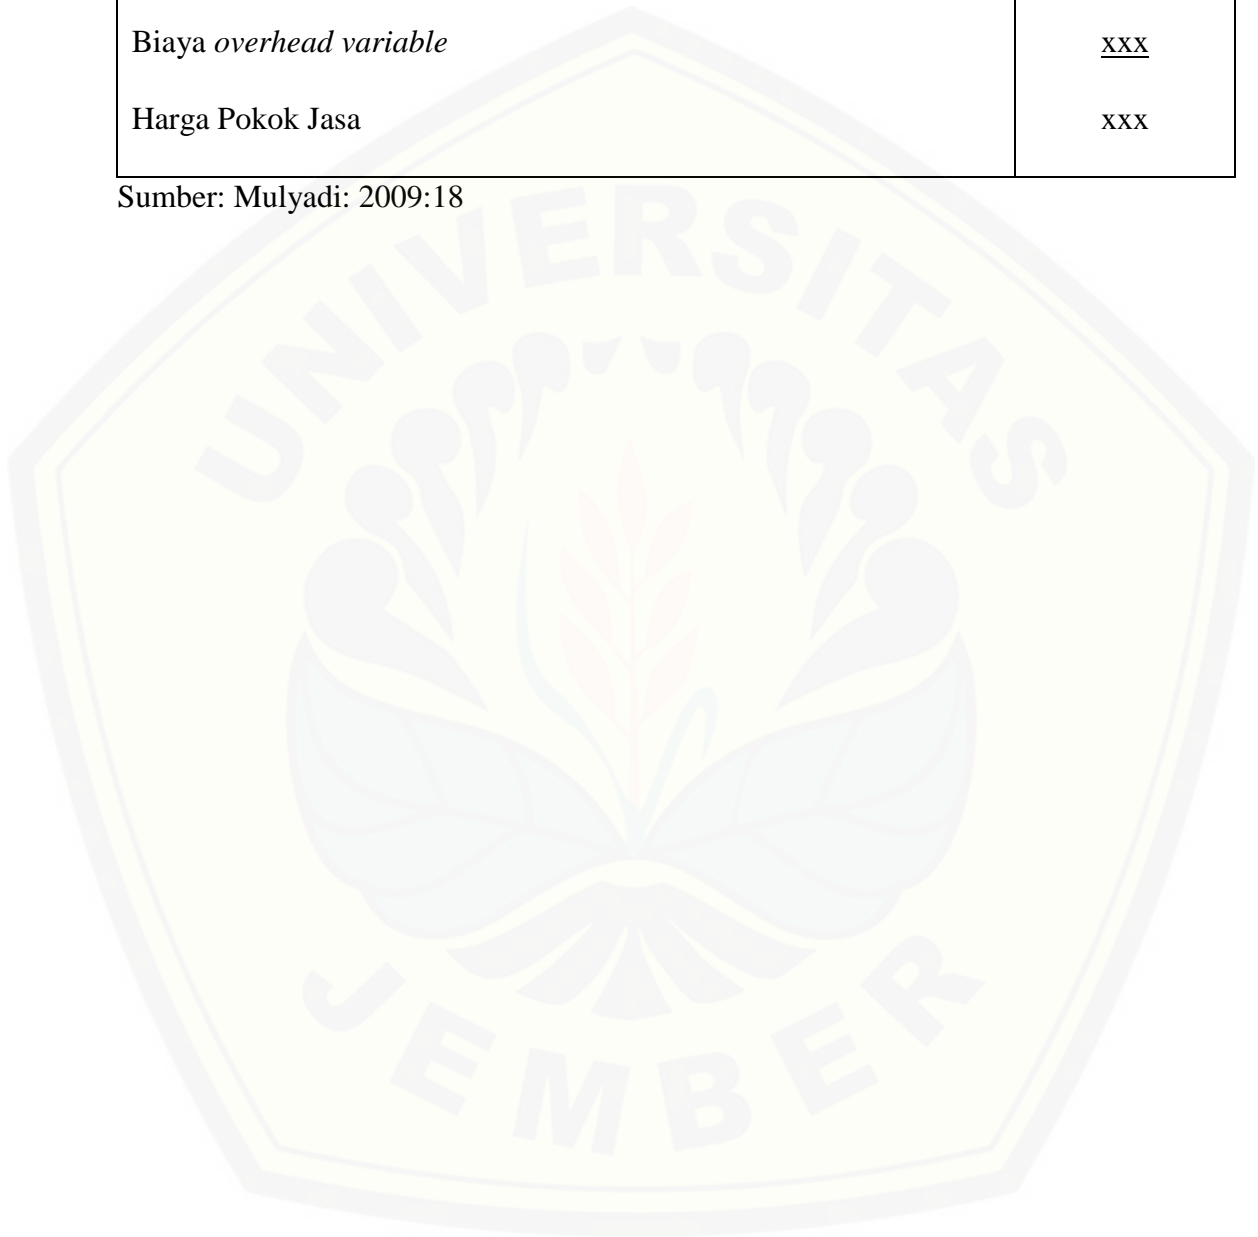 Biaya overhead variable xxx
Harga Pokok Jasa xxx
Sumber: Mulyadi: 2009:18
UNIVERSITAS
JEMBER